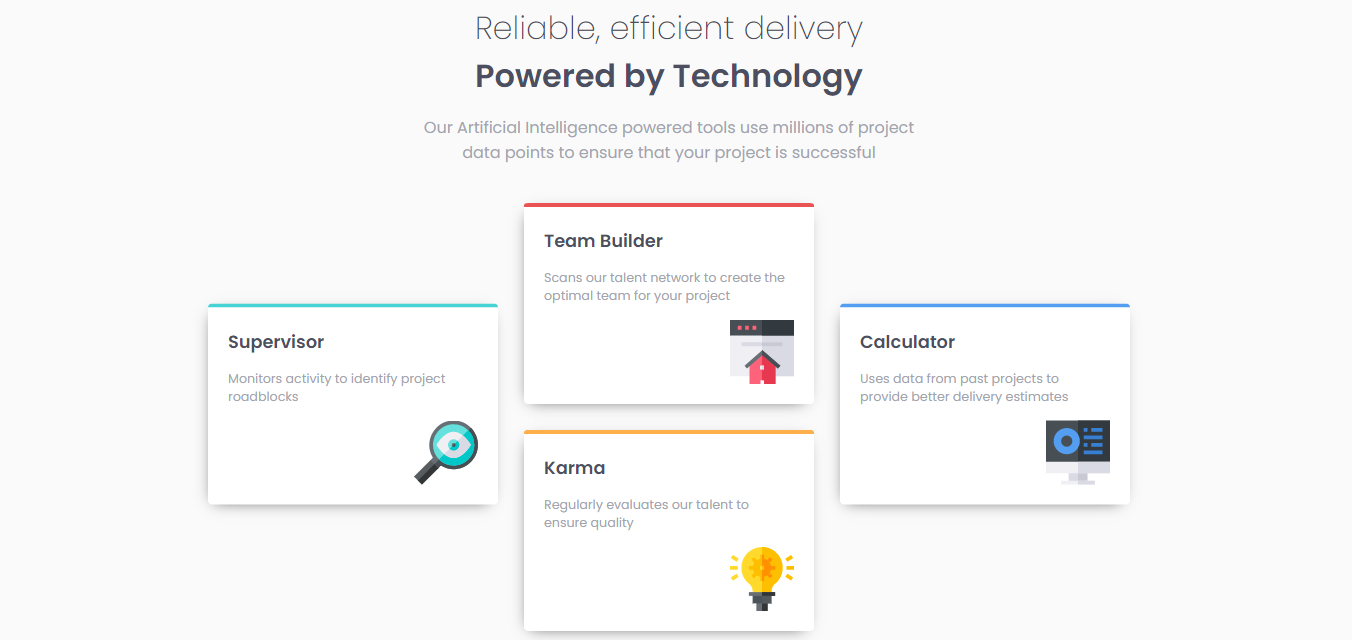 Reliable, efficient delivery
Powered by Technology
Our Artificial Intelligence powered tools use millions of project
data points to ensure that your project is successful
Supervisor
Monitors activity to identify project
roadblocks
Team Builder
Scans our talent network to create the
optimal team for your project
Karma
Regularly evaluates our talent to
ensure quality
Calculator
Uses data from past projects to
provide better delivery estimates